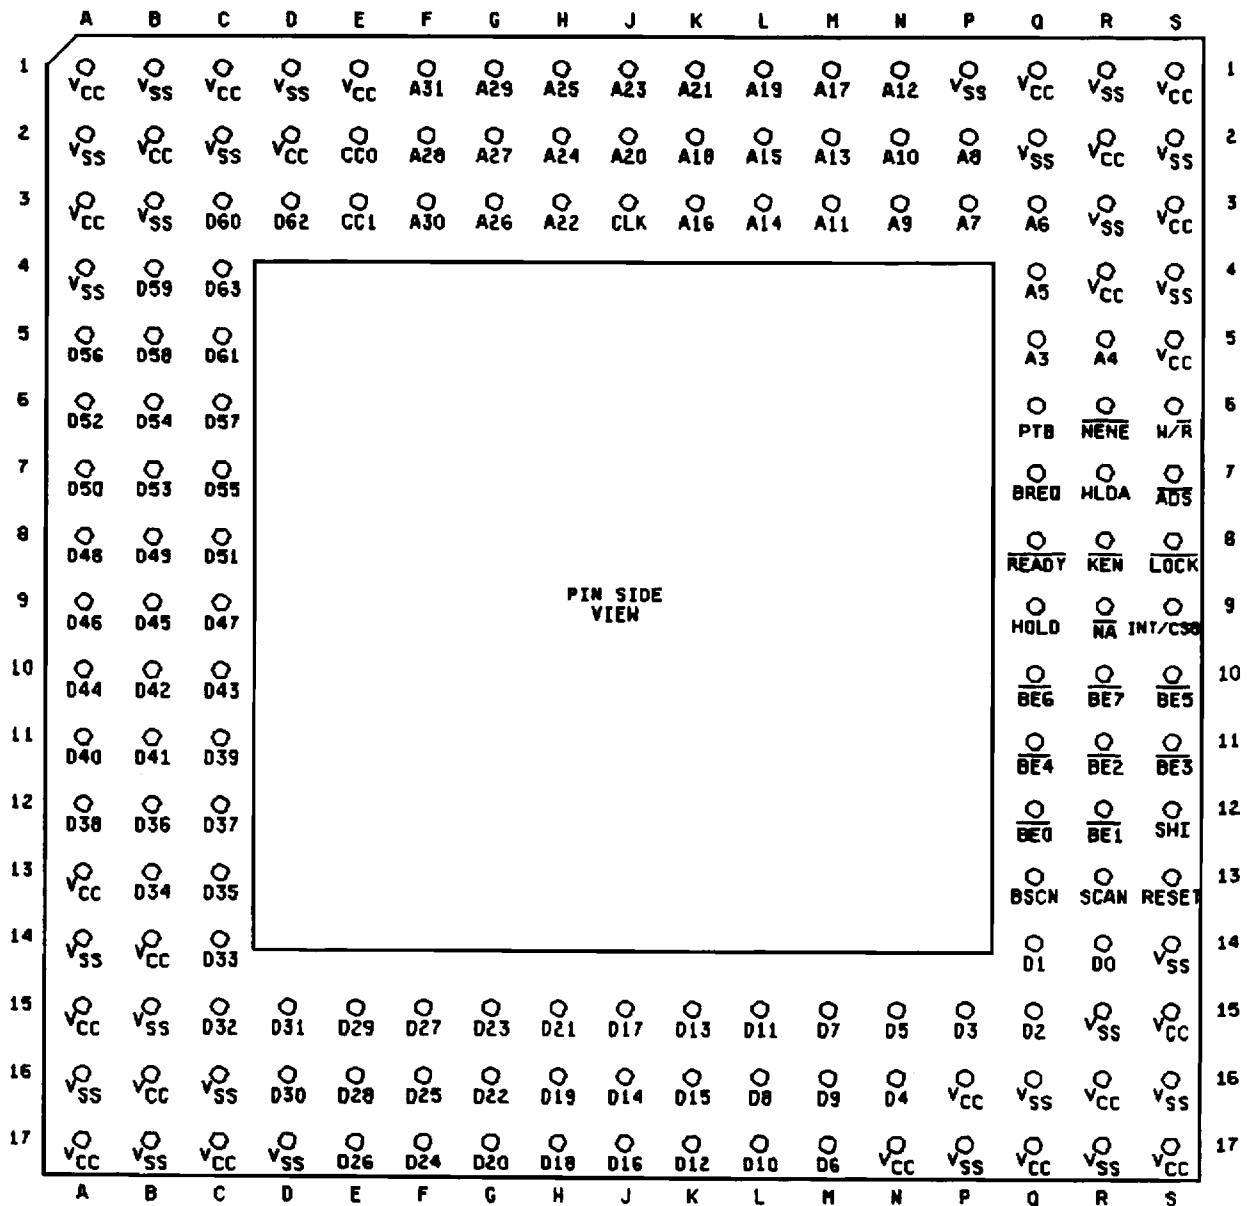 A B C D E F G H J K L M N P Q R S
1 VCC VSS VCC VSS VCC A31 A29 A25 A23 A21 A19 A17 A12 VSS VCC VSS VCC 1
2 VSS VCC VSS VCC CC0 A28 A27 A24 A20 A18 A15 A13 A10 A8 VSS VCC VSS 2
3 VCC VSS D60 D62 CC1 A30 A26 A22 CLK A16 A14 A11 A9 A7 A6 VSS VCC 3
4 VSS D59 D63 A5 VCC VSS 4
5 D56 D58 D61 A3 A4 VCC 5
6 D52 D54 D57 PTB NENE W/R 6
7 D50 D53 D55 BREQ HLDA ADS 7
8 D48 D49 D51 READY KEN LOCK 8
PIN SIDE
9 D46 D45 D47 HOLD NA INT/CS8 9
VIEW
10 D44 D42 D43 BE6 BE7 BE5 10
11 D40 D41 D39 BE4 BE2 BE3 11
12 D38 D36 D37 BE0 BE1 SHI 12
13 VCC D34 D35 BSCN SCAN RESET 13
14 VSS VCC D33 D1 D0 VSS 14
15 VCC VSS D32 D31 D29 D27 D23 D21 D17 D13 D11 D7 D5 D3 D2 VSS VCC 15
16 VSS VCC VSS D30 D28 D25 D22 D19 D14 D15 D8 D9 D4 VCC VSS VCC VSS 16
17 VCC VSS VCC VSS D26 D24 D20 D18 D16 D12 D10 D6 VCC VSS VCC VSS VCC 17
A B C D E F G H J K L M N P Q R S